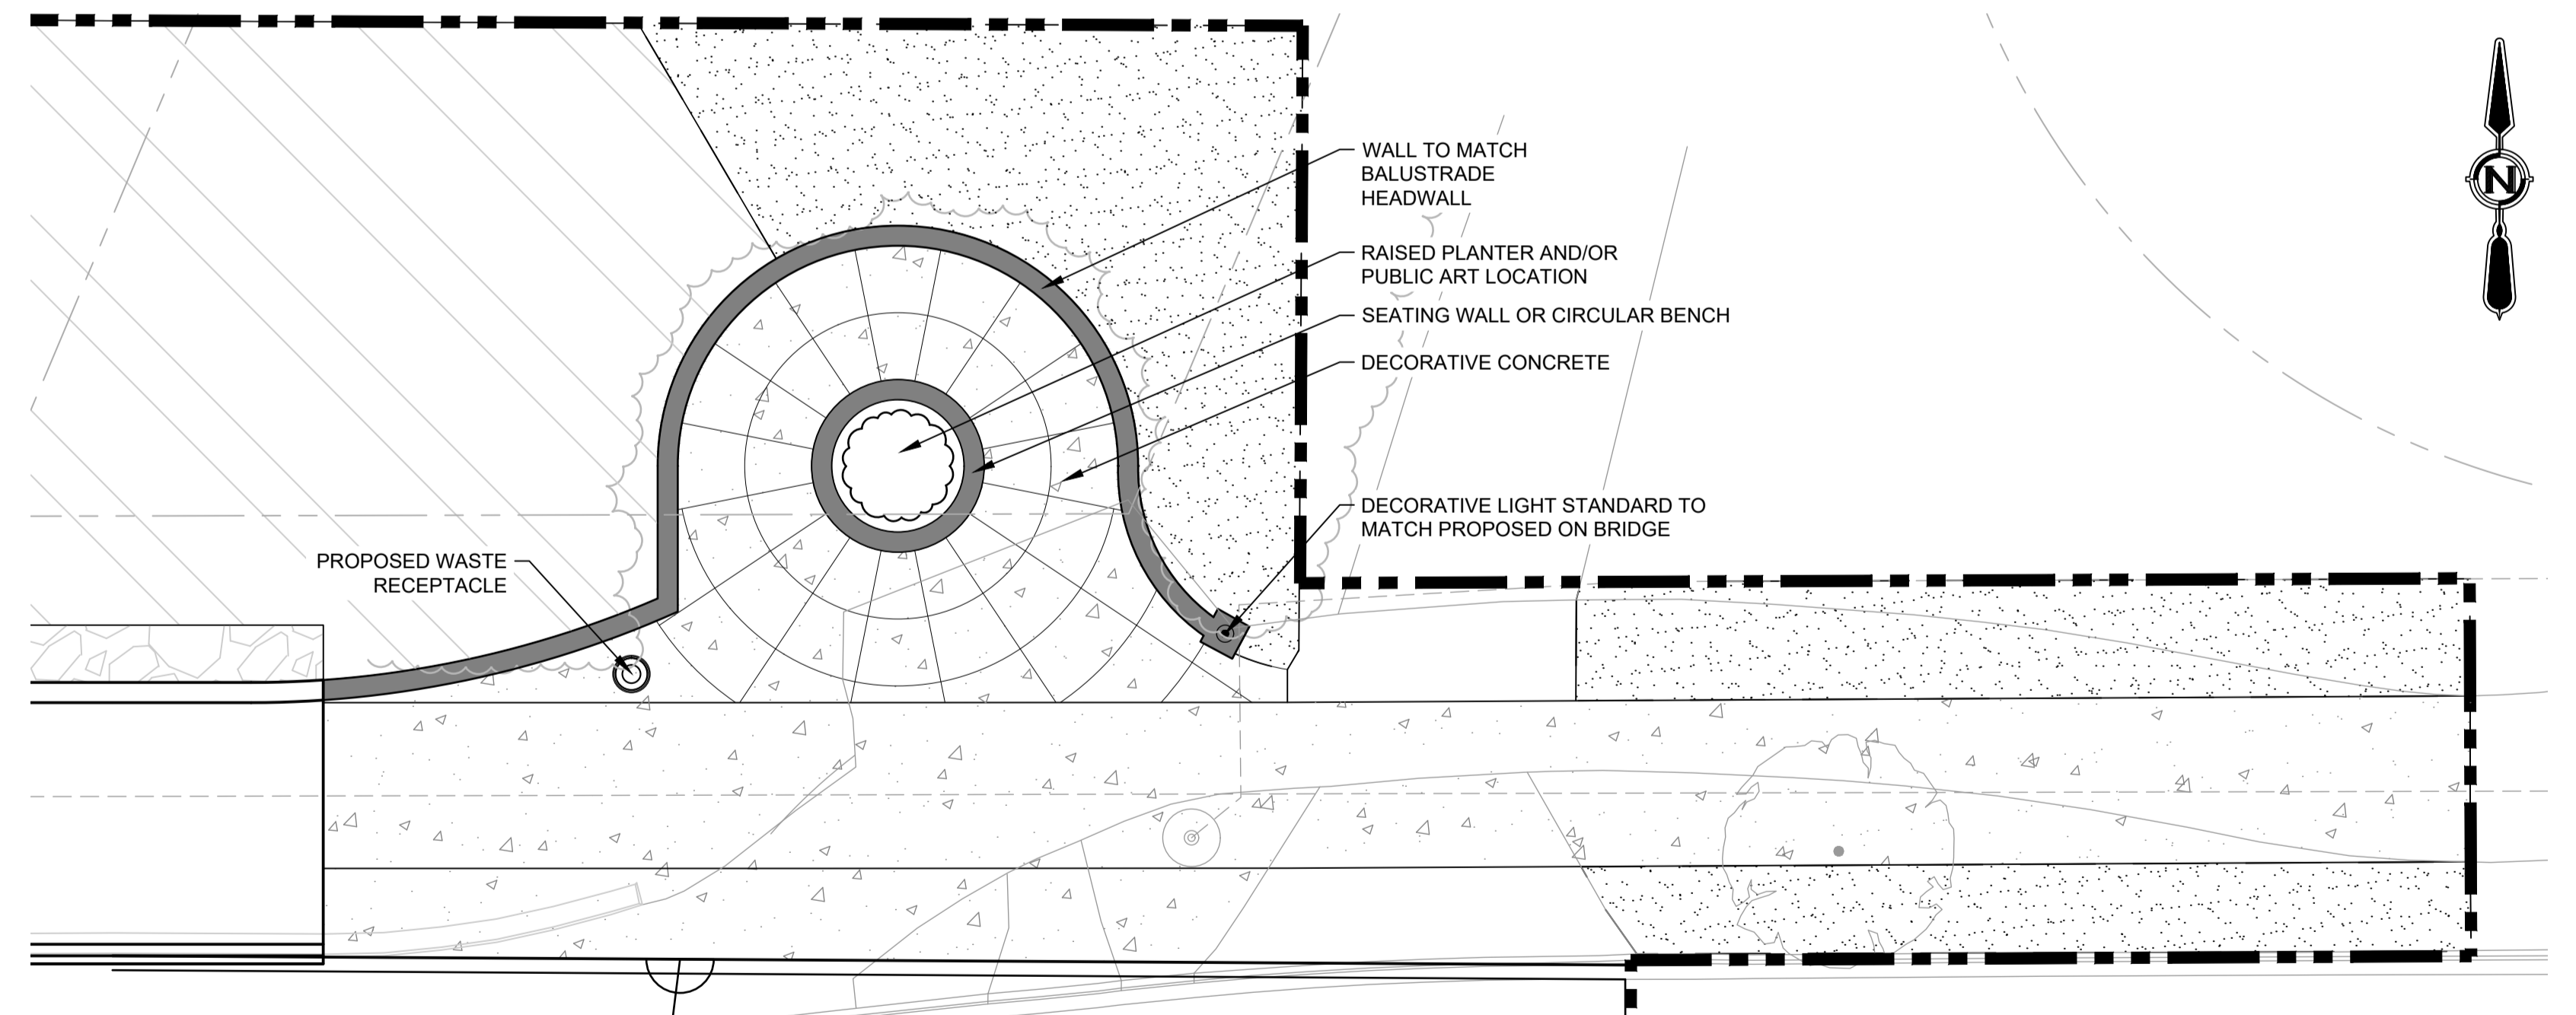 WALL TO MATCH
BALUSTRADE
HEADWALL
RAISED PLANTER AND/OR
PUBLIC ART LOCATION
SEATING WALL OR CIRCULAR BENCH
DECORATIVE CONCRETE
DECORATIVE LIGHT STANDARD TO
MATCH PROPOSED ON BRIDGE
PROPOSED WASTE
RECEPTACLE
N